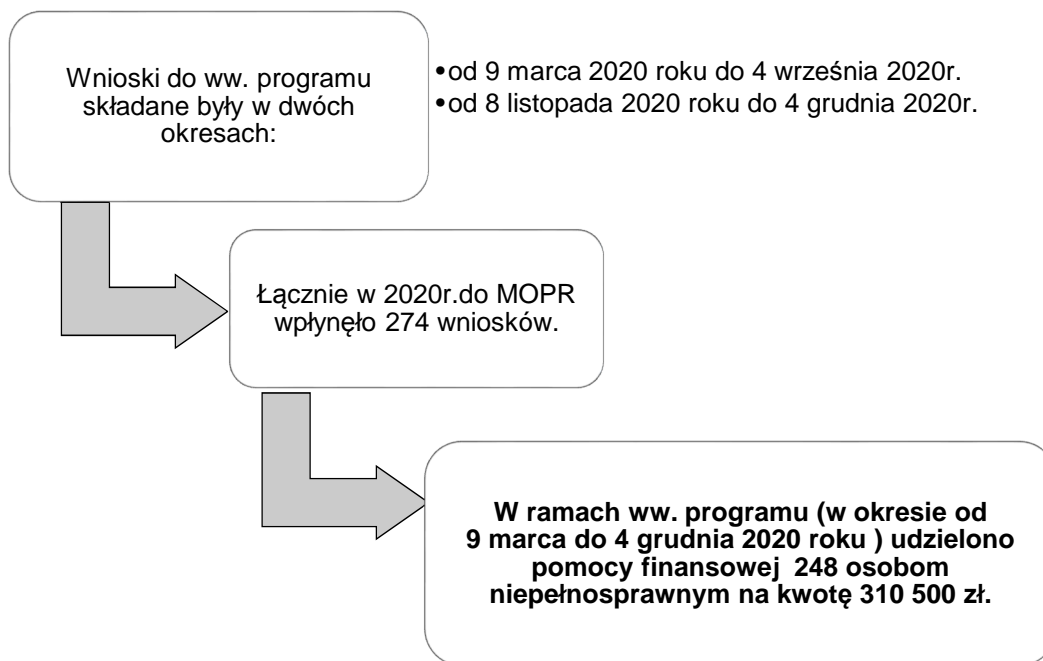 Wnioski do ww. programu
składane były w dwóch
okresach:
•od 9 marca 2020 roku do 4 września 2020r.
•od 8 listopada 2020 roku do 4 grudnia 2020r.
Łącznie w 2020r.do MOPR
wpłynęło 274 wniosków.
W ramach ww. programu (w okresie od
9 marca do 4 grudnia 2020 roku ) udzielono
pomocy finansowej 248 osobom
niepełnosprawnym na kwotę 310 500 zł.